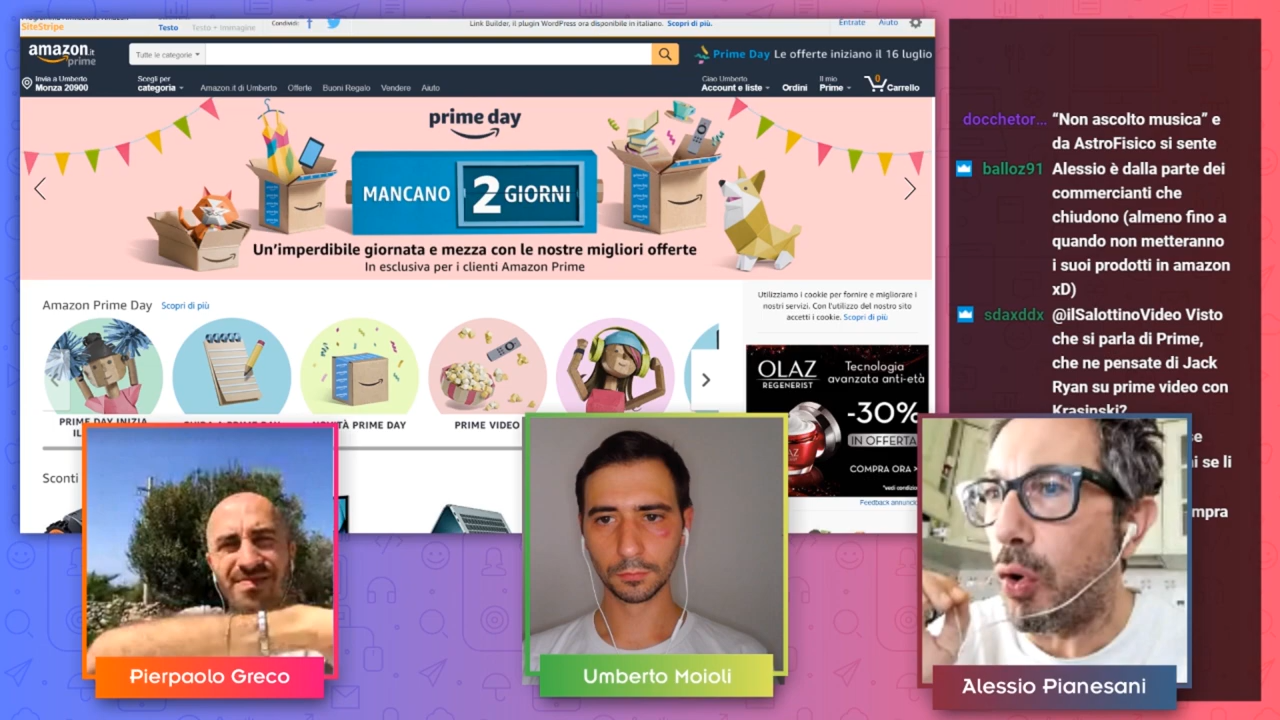 SiteStripe
Testo
Testo + Immagine
Condividi:
Link Builder, il plugin WordPress ora disponibile in italiano. Scopri di più.
Entrate
Aiuto
amazon.it
prime
Tutte le categorie
Prime Day Le offerte iniziano il 16 luglio
Invia a Umberto
Monza 20900
Scegli per
categoria
Amazon.it di Umberto
Offerte
Buoni Regalo
Vendere
Aiuto
Ciao Umberto
Account e liste
Ordini
Il mio
Prime
0
Carrello
prime day
MANCANO 2 GIORNI
Un'imperdibile giornata e mezza con le nostre migliori offerte
In esclusiva per i clienti Amazon Prime
Amazon Prime Day Scopri di più
PRIME DAY INIZIA
IL
PRIME DAY
PRIME VIDEO
Sconti
Utilizziamo i cookie per fornire e migliorare i
nostri servizi. Con l'utilizzo del nostro sito
accetti i cookie. Scopri di più
OLAZ
REGENERIST
Tecnologia
avanzata anti-età
-30%
IN OFFERTA
COMPRA ORA >
*vedi condizio
Feedback annunci
docchetor... “Non ascolto musica” e
da AstroFisico si sente
balloz91 Alessio è dalla parte dei
commercianti che
chiudono (almeno fino a
quando non metteranno
i suoi prodotti in amazon
xD)
sdaxddx @ilSalottinoVideo Visto
che si parla di Prime,
che ne pensate di Jack
Ryan su prime video con
Krasinski?
se
i se li
mpra
Pierpaolo Greco
Umberto Moioli
Alessio Pianesani